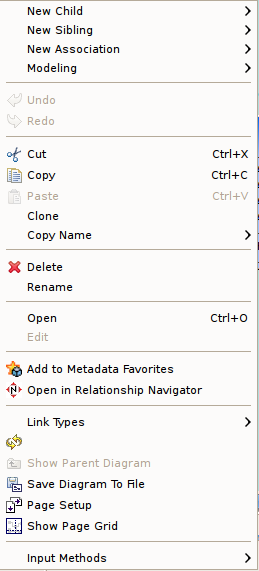 New Child
New Sibling
New Association
Modeling
Undo
Redo
Cut Ctrl+X
Copy Ctrl+C
Paste Ctrl+V
Clone
Copy Name
Delete
Rename
Open Ctrl+O
Edit
Add to Metadata Favorites
Open in Relationship Navigator
Link Types
Show Parent Diagram
Save Diagram To File
Page Setup
Show Page Grid
Input Methods